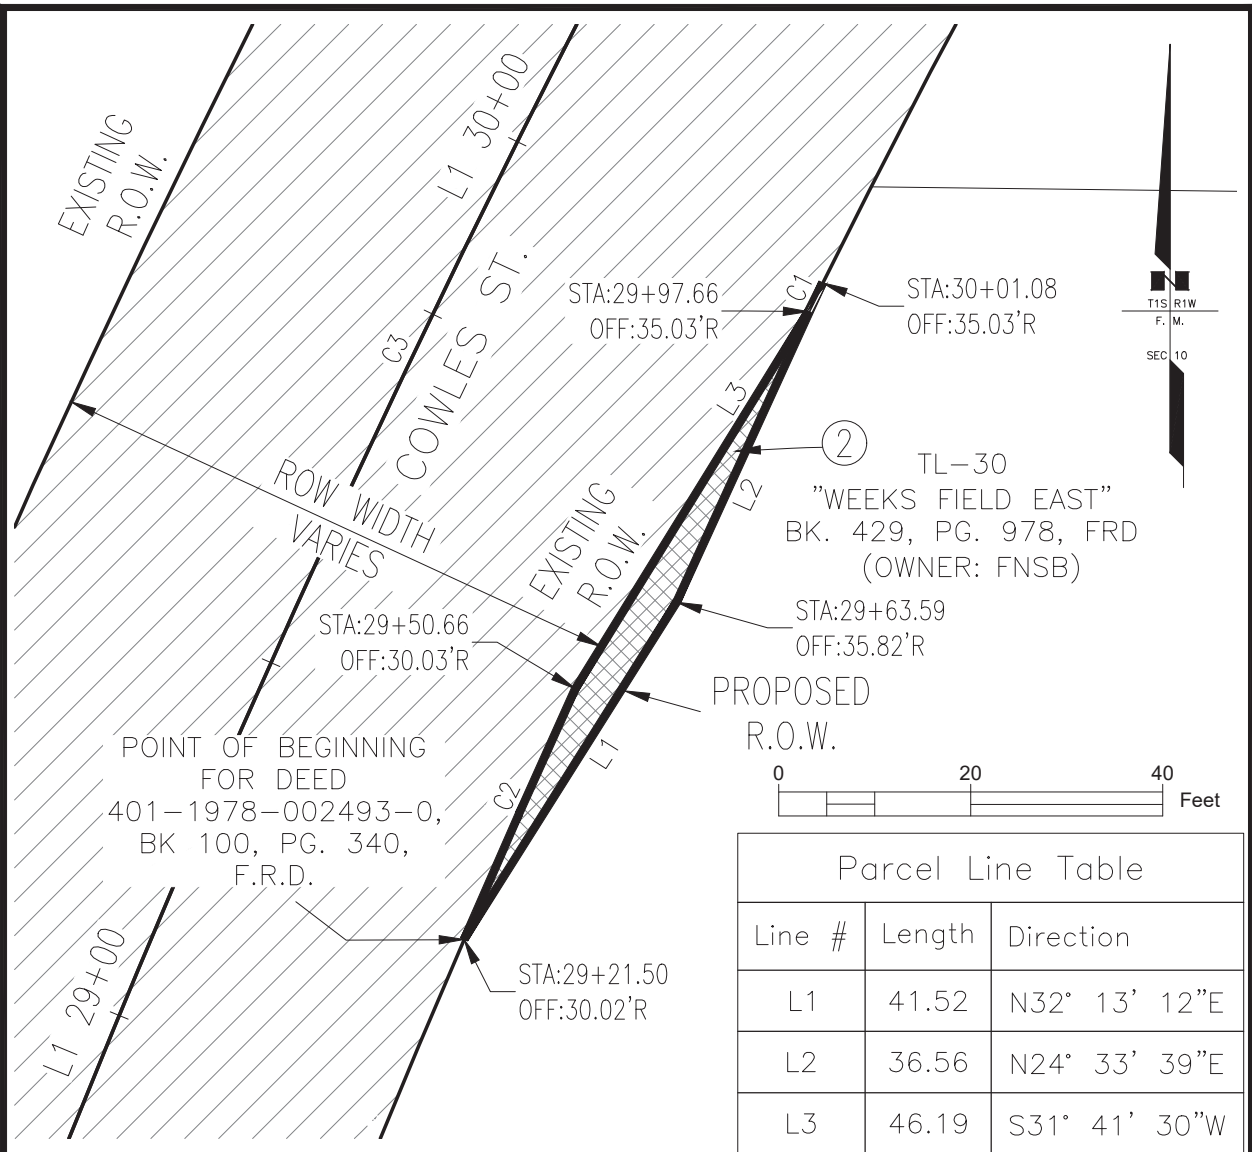 EXISTING
R.O.W.
L1 30+00
C3
COWLES ST.
ROW WIDTH
VARIES
STA:29+97.66
OFF:35.03'R
C1
STA:30+01.08
OFF:35.03'R
T1S R1W
F. M.
SEC 10
L3
2
L2
TL-30
"WEEKS FIELD EAST"
BK. 429, PG. 978, FRD
(OWNER: FNSB)
EXISTING
R.O.W.
STA:29+63.59
OFF:35.82'R
STA:29+50.66
OFF:30.03'R
PROPOSED
R.O.W.
L1
C2
POINT OF BEGINNING
FOR DEED
401-1978-002493-0,
BK 100, PG. 340,
F.R.D.
L1 29+00
STA:29+21.50
OFF:30.02'R
0 20 40
Feet
Parcel Line Table
Line # Length Direction
L1 41.52 N32° 13' 12"E
L2 36.56 N24° 33' 39"E
L3 46.19 S31° 41' 30"W